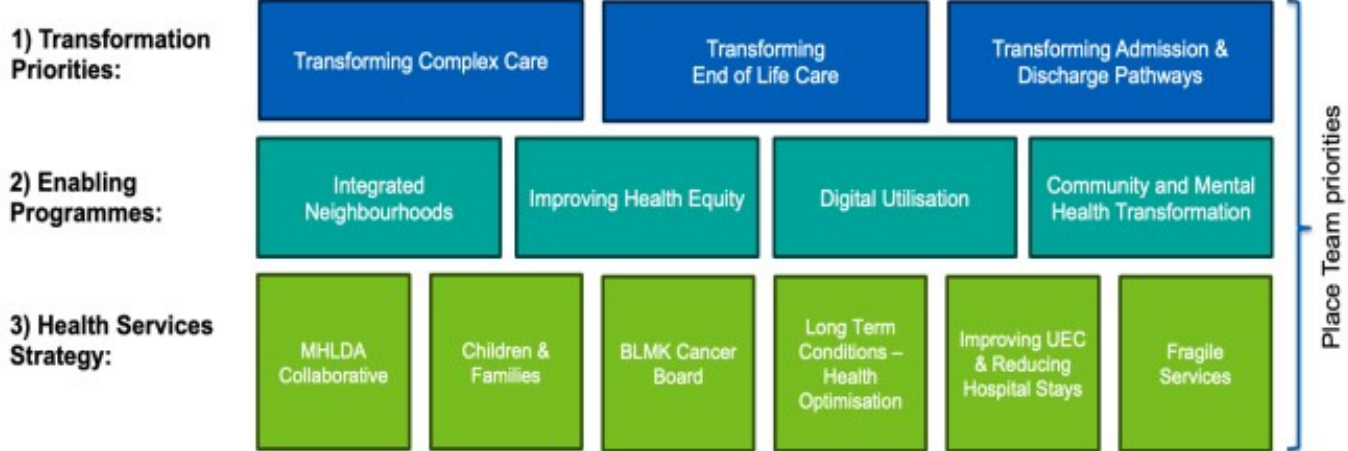 1) Transformation
Priorities:
Transforming Complex Care
Transforming
End of Life Care
Transforming Admission &
Discharge Pathways
2) Enabling
Programmes:
Integrated
Neighbourhoods
Improving Health Equity
Digital Utilisation
Community and Mental
Health Transformation
3) Health Services
Strategy:
MHLDA
Collaborative
Children &
Families
BLMK Cancer
Board
Long Term
Conditions –
Health
Optimisation
Improving UEC
& Reducing
Hospital Stays
Fragile
Services
Place Team priorities